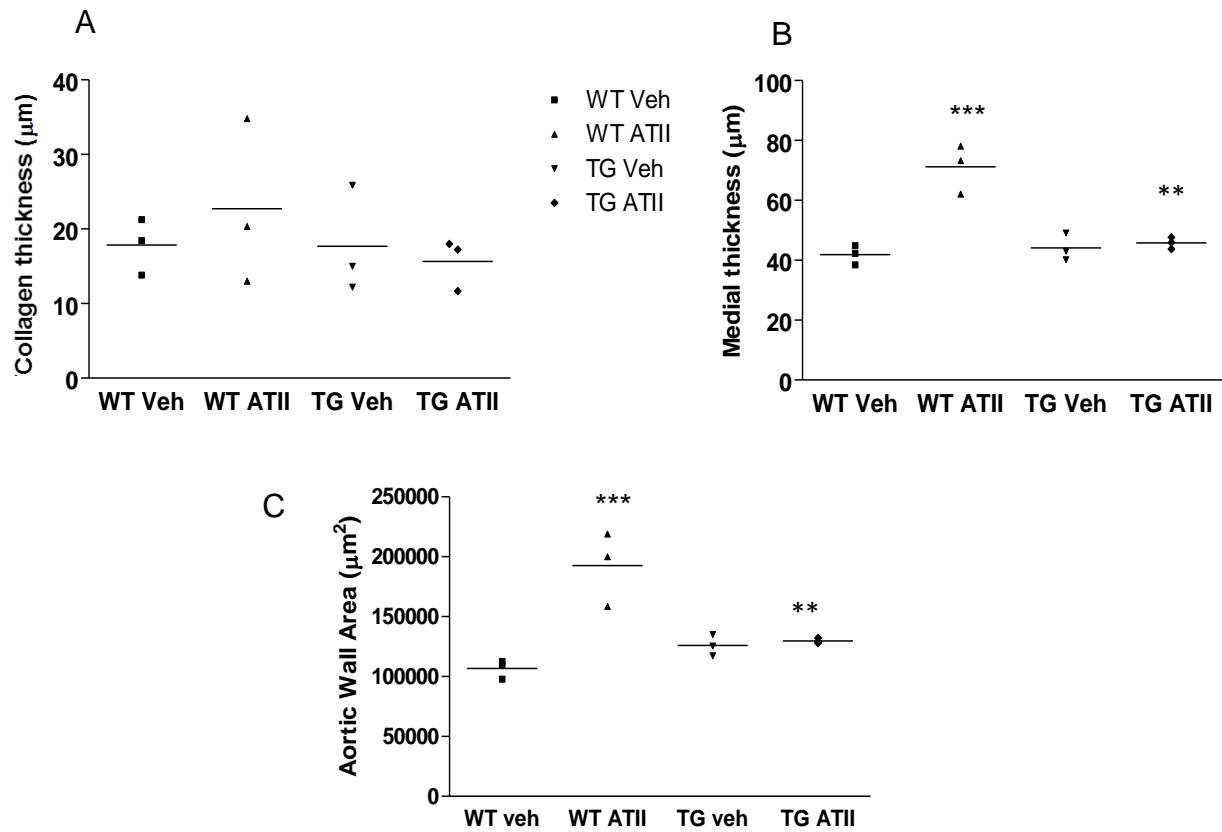 A
Collagen thickness (μm)
40
30
20
10
0
WT Veh WT ATII TG Veh TG ATII
WT Veh
WT ATII
TG Veh
TG ATII
B
Medial thickness (μm)
100
80
60
40
20
0
***
**
WT Veh WT ATII TG Veh TG ATII
C
Aortic Wall Area (μm²)
250000
200000
150000
100000
50000
0
***
**
WT veh WT ATII TG veh TG ATII